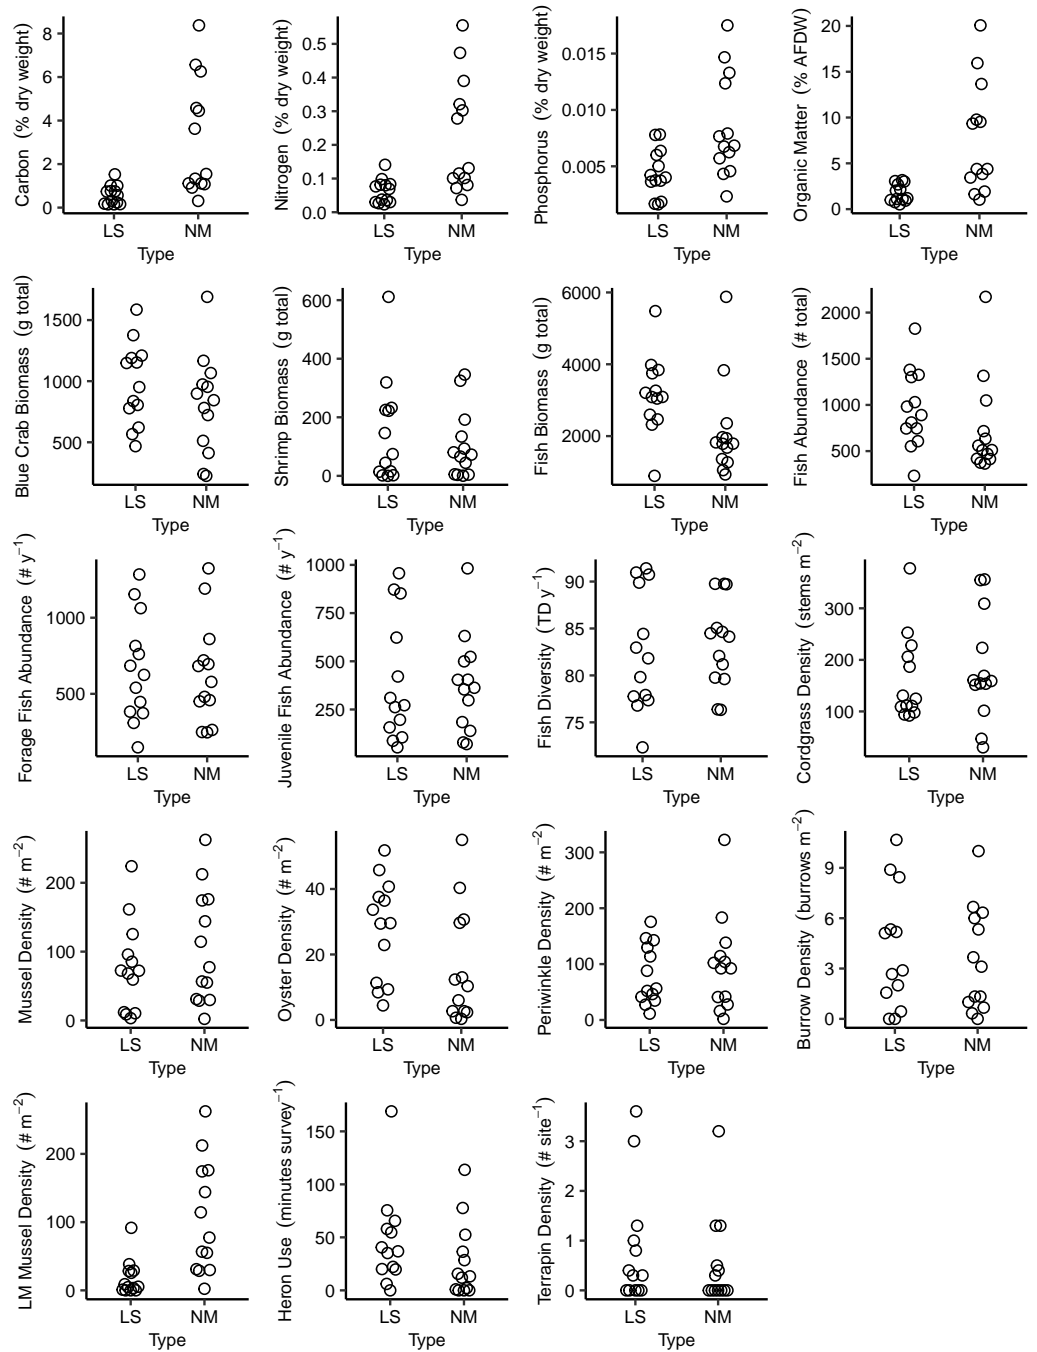 Carbon (% dry weight)
8
6
4
2
0
LS NM
Type
Nitrogen (% dry weight)
0.5
0.4
0.3
0.2
0.1
0.0
LS NM
Type
Phosphorus (% dry weight)
0.015
0.010
0.005
LS NM
Type
Organic Matter (% AFDW)
20
15
10
5
0
LS NM
Type
Blue Crab Biomass (g total)
1500
1000
500
LS NM
Type
Shrimp Biomass (g total)
600
400
200
0
LS NM
Type
Fish Biomass (g total)
6000
4000
2000
LS NM
Type
Fish Abundance (# total)
2000
1500
1000
500
LS NM
Type
Forage Fish Abundance (# y⁻¹)
1000
500
LS NM
Type
Juvenile Fish Abundance (# y⁻¹)
1000
750
500
250
LS NM
Type
Fish Diversity (TD y⁻¹)
90
85
80
75
LS NM
Type
Cordgrass Density (stems m⁻²)
300
200
100
LS NM
Type
Mussel Density (# m⁻²)
200
100
0
LS NM
Type
Oyster Density (# m⁻²)
40
20
0
LS NM
Type
Periwinkle Density (# m⁻²)
300
200
100
0
LS NM
Type
Burrow Density (burrows m⁻²)
9
6
3
0
LS NM
Type
LM Mussel Density (# m⁻²)
200
100
0
LS NM
Type
Heron Use (minutes survey⁻¹)
150
100
50
0
LS NM
Type
Terrapin Density (# site⁻¹)
3
2
1
0
LS NM
Type